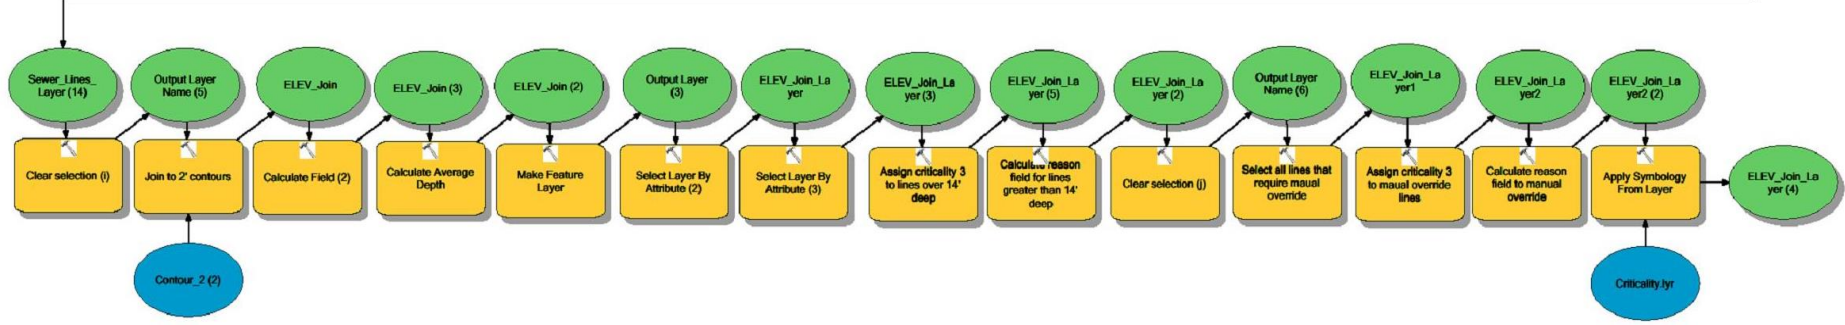 Sewer_Lines_
Layer (14)
Output Layer
Name (5)
ELEV_Join
ELEV_Join (3)
ELEV_Join (2)
Output Layer
(3)
ELEV_Join_La
yer
ELEV_Join_La
yer (3)
ELEV_Join_La
yer (5)
ELEV_Join_La
yer (2)
Output Layer
Name (6)
ELEV_Join_La
yer1
ELEV_Join_La
yer2
ELEV_Join_La
yer2 (2)
Clear selection (i)
Join to 2' contours
Calculate Field (2)
Calculate Average
Depth
Make Feature
Layer
Select Layer By
Attribute (2)
Select Layer By
Attribute (3)
Assign criticality 3
to lines over 14'
deep
Calculate reason
field for lines
greater than 14'
deep
Clear selection (j)
Select all lines that
require maual
override
Assign criticality 3
to maual override
lines
Calculate reason
field to manual
override
Apply Symbology
From Layer
ELEV_Join_La
yer (4)
Contour_2 (2)
Criticality.lyr